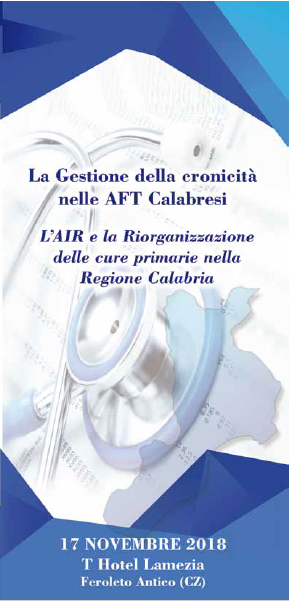 La Gestione della cronicità
nelle AFT Calabresi
L'AIR e la Riorganizzazione
delle cure primarie nella
Regione Calabria
17 NOVEMBRE 2018
T Hotel Lamezia
Feroleto Antico (CZ)